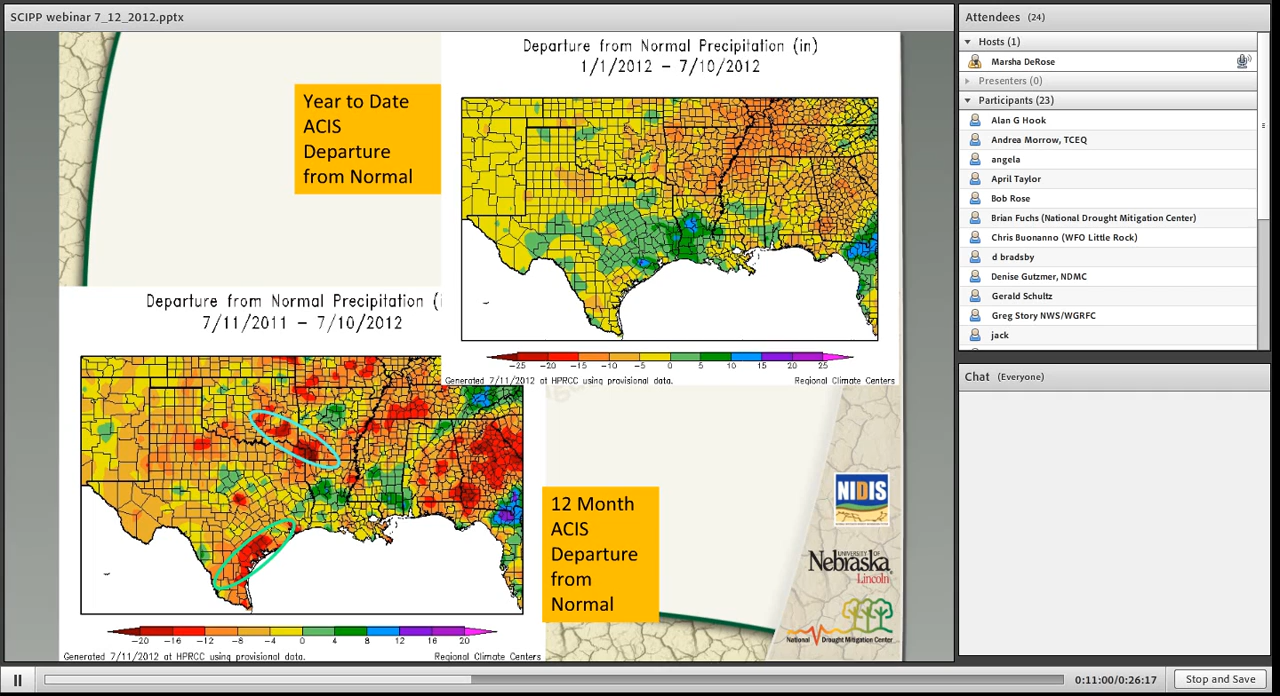 SCIPP webinar 7_12_2012.pptx
Departure from Normal Precipitation (in)
1/1/2012 – 7/10/2012
Year to Date
ACIS
Departure
from Normal
−25 −20 −15 −10 −5 0 5 10 15 20 25
Generated 7/11/2012 at HPRCC using provisional data. Regional Climate Centers
Departure from Normal Precipitation (
7/11/2011 – 7/10/2012
−20 −16 −12 −8 −4 0 4 8 12 16 20
Generated 7/11/2012 at HPRCC using provisional data. Regional Climate Centers
12 Month
ACIS
Departure
from
Normal
NIDIS
UNIVERSITY OF
Nebraska
Lincoln
National Drought Mitigation Center
Attendees (24)
Hosts (1)
Marsha DeRose
Presenters (0)
Participants (23)
Alan G Hook
Andrea Morrow, TCEQ
angela
April Taylor
Bob Rose
Brian Fuchs (National Drought Mitigation Center)
Chris Buonanno (WFO Little Rock)
d bradsby
Denise Gutzmer, NDMC
Gerald Schultz
Greg Story NWS/WGRFC
jack
Chat (Everyone)
0:11:00/0:26:17
Stop and Save